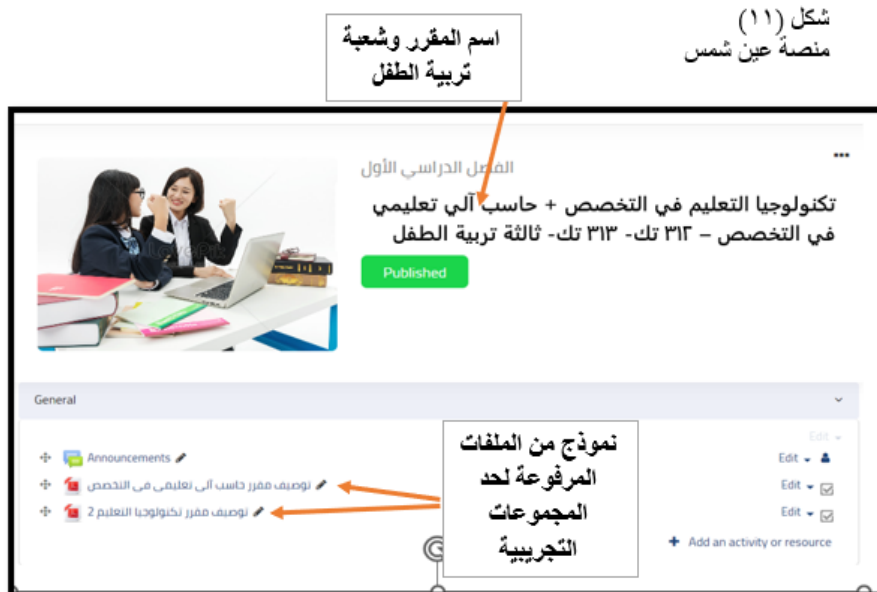 شكل (١١)
منصة عين شمس
اسم المقرر وشعبة
تربية الطفل
الفصل الدراسي الأول
تكنولوجيا التعليم في التخصص + حاسب آلي تعليمي
في التخصص – ٣١٢ تك- ٣١٣ تك- ثالثة تربية الطفل
Published
General
Edit
Announcements
Edit
توصيف مقرر حاسب آلى تعليمى فى التخصص
Edit
توصيف مقرر تكنولوجيا التعليم 2
Edit
نموذج من الملفات
المرفوعة لحد
المجموعات
التجريبية
+ Add an activity or resource